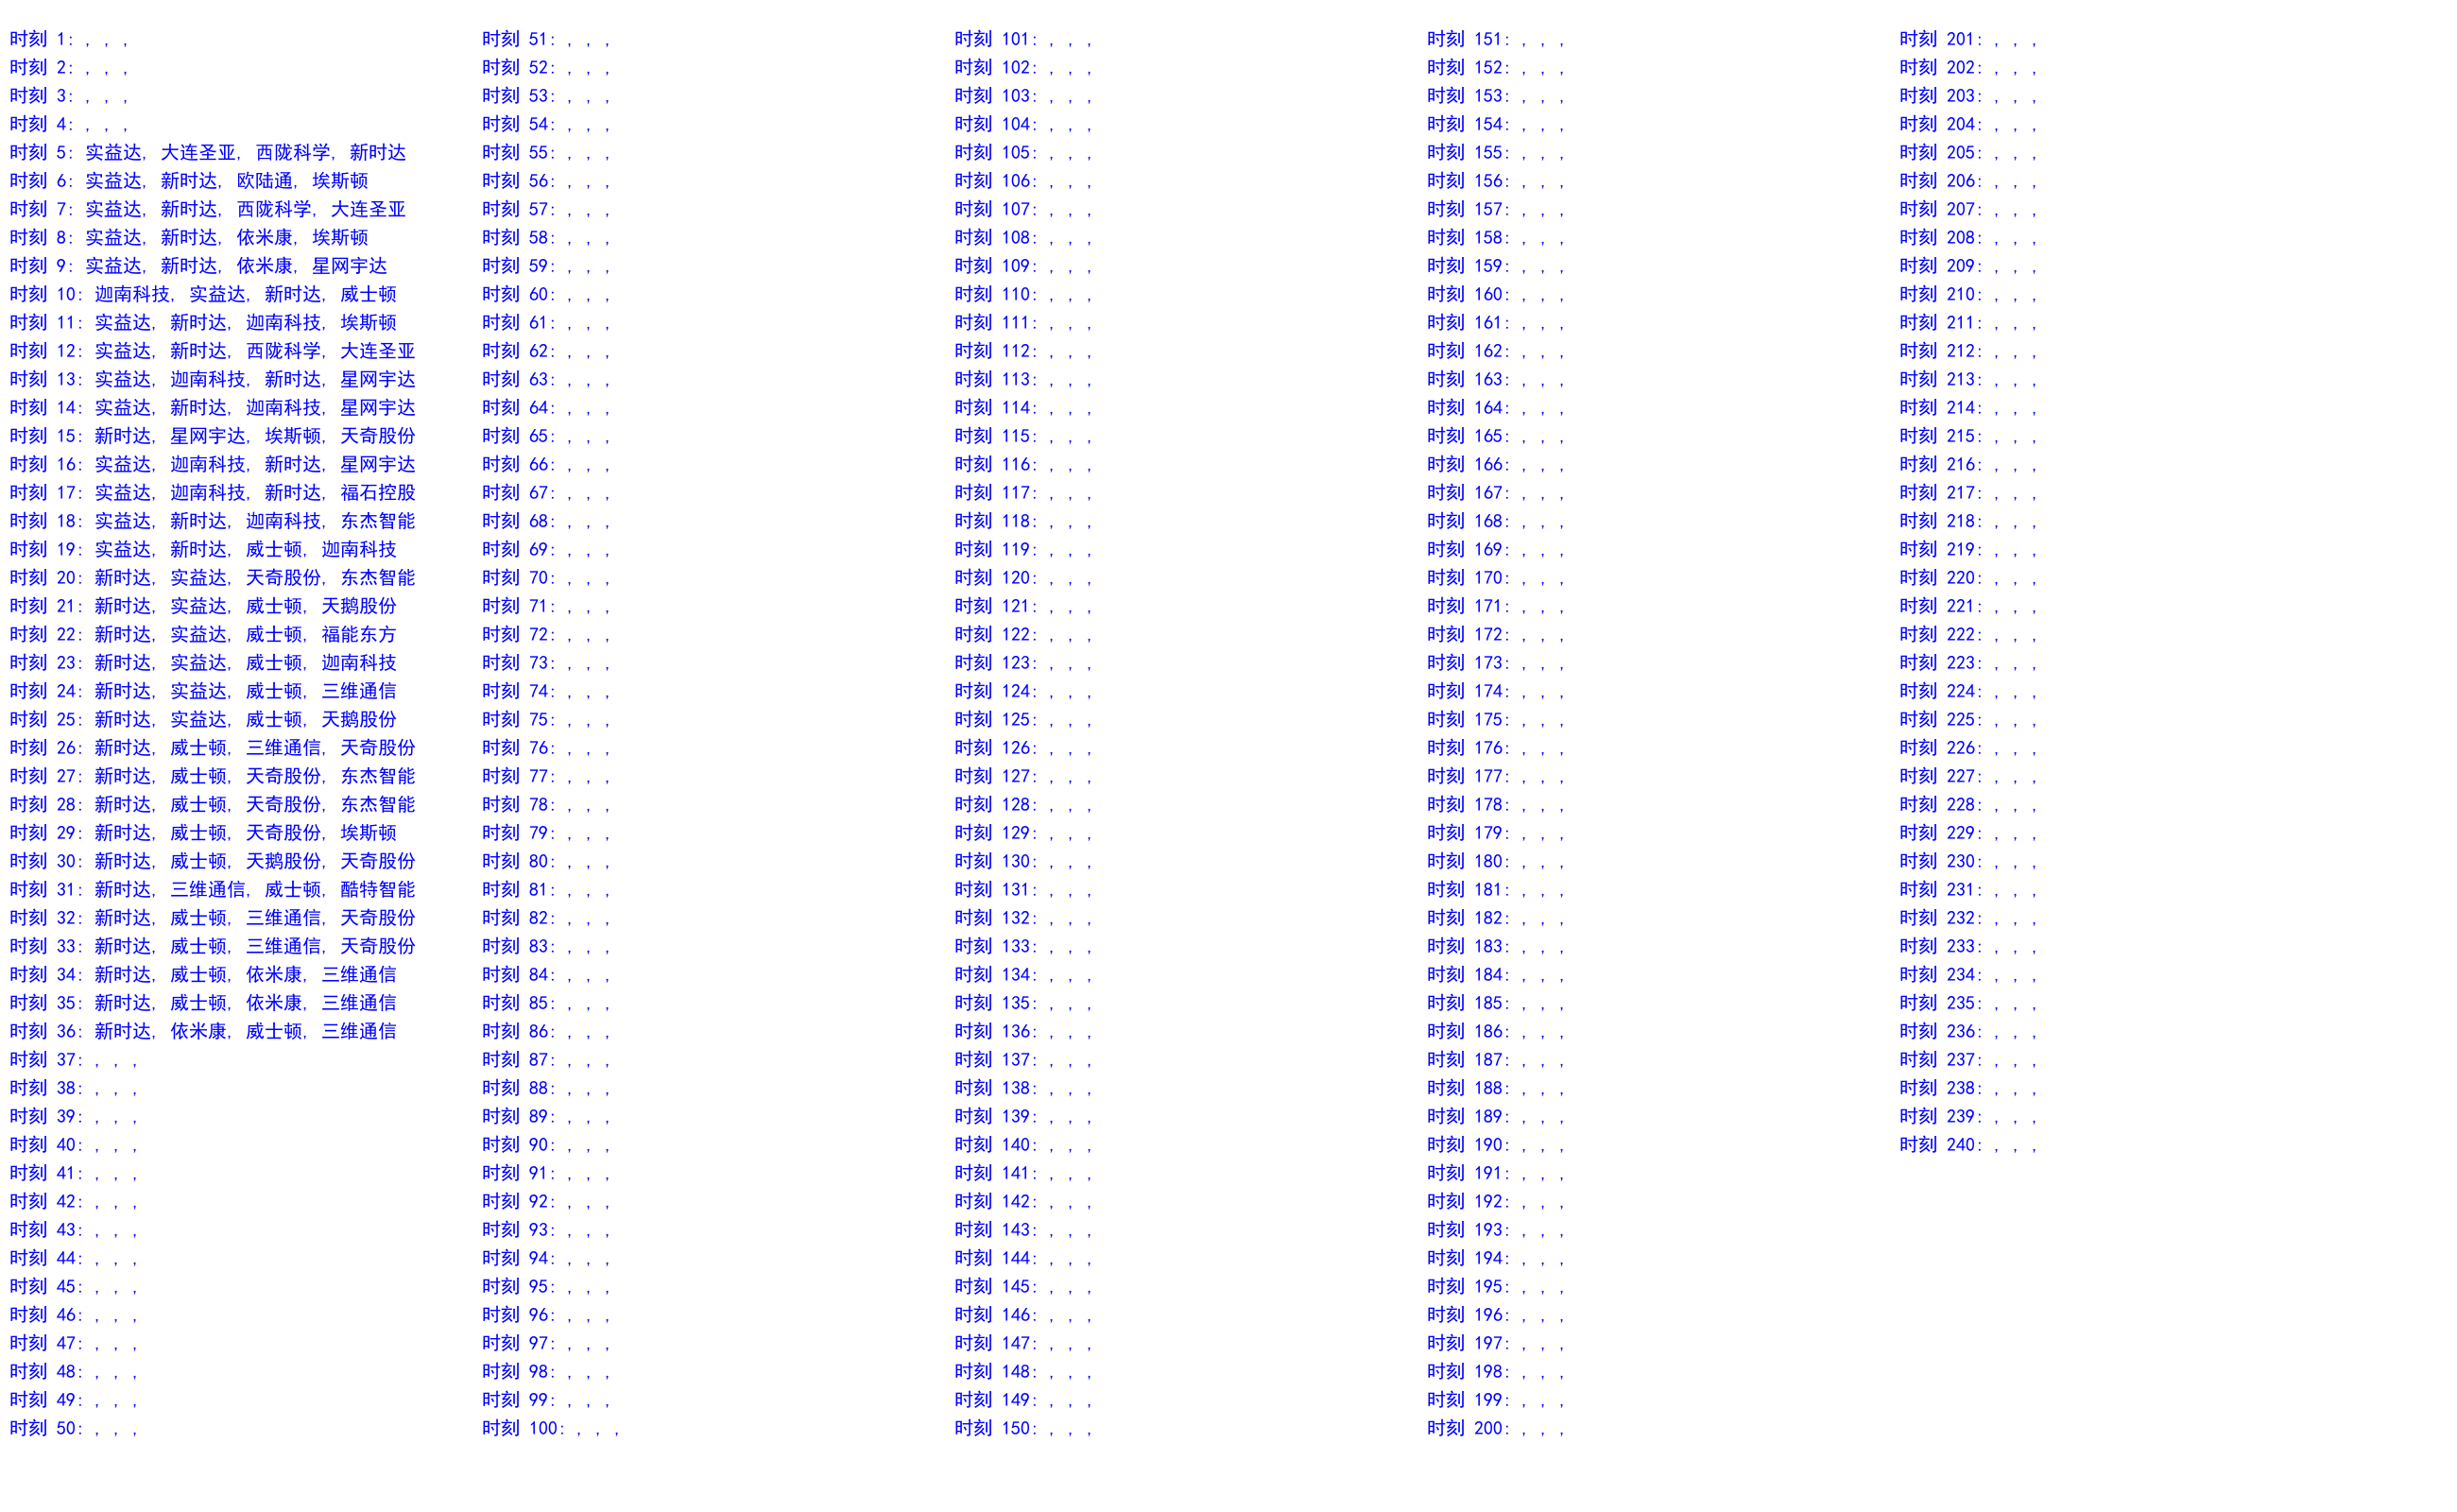 时刻 1: , , ,
时刻 2: , , ,
时刻 3: , , ,
时刻 4: , , ,
时刻 5: 实益达, 大连圣亚, 西陇科学, 新时达
时刻 6: 实益达, 新时达, 欧陆通, 埃斯顿
时刻 7: 实益达, 新时达, 西陇科学, 大连圣亚
时刻 8: 实益达, 新时达, 依米康, 埃斯顿
时刻 9: 实益达, 新时达, 依米康, 星网宇达
时刻 10: 迦南科技, 实益达, 新时达, 威士顿
时刻 11: 实益达, 新时达, 迦南科技, 埃斯顿
时刻 12: 实益达, 新时达, 西陇科学, 大连圣亚
时刻 13: 实益达, 迦南科技, 新时达, 星网宇达
时刻 14: 实益达, 新时达, 迦南科技, 星网宇达
时刻 15: 新时达, 星网宇达, 埃斯顿, 天奇股份
时刻 16: 实益达, 迦南科技, 新时达, 星网宇达
时刻 17: 实益达, 迦南科技, 新时达, 福石控股
时刻 18: 实益达, 新时达, 迦南科技, 东杰智能
时刻 19: 实益达, 新时达, 威士顿, 迦南科技
时刻 20: 新时达, 实益达, 天奇股份, 东杰智能
时刻 21: 新时达, 实益达, 威士顿, 天鹅股份
时刻 22: 新时达, 实益达, 威士顿, 福能东方
时刻 23: 新时达, 实益达, 威士顿, 迦南科技
时刻 24: 新时达, 实益达, 威士顿, 三维通信
时刻 25: 新时达, 实益达, 威士顿, 天鹅股份
时刻 26: 新时达, 威士顿, 三维通信, 天奇股份
时刻 27: 新时达, 威士顿, 天奇股份, 东杰智能
时刻 28: 新时达, 威士顿, 天奇股份, 东杰智能
时刻 29: 新时达, 威士顿, 天奇股份, 埃斯顿
时刻 30: 新时达, 威士顿, 天鹅股份, 天奇股份
时刻 31: 新时达, 三维通信, 威士顿, 酷特智能
时刻 32: 新时达, 威士顿, 三维通信, 天奇股份
时刻 33: 新时达, 威士顿, 三维通信, 天奇股份
时刻 34: 新时达, 威士顿, 依米康, 三维通信
时刻 35: 新时达, 威士顿, 依米康, 三维通信
时刻 36: 新时达, 依米康, 威士顿, 三维通信
时刻 37: , , ,
时刻 38: , , ,
时刻 39: , , ,
时刻 40: , , ,
时刻 41: , , ,
时刻 42: , , ,
时刻 43: , , ,
时刻 44: , , ,
时刻 45: , , ,
时刻 46: , , ,
时刻 47: , , ,
时刻 48: , , ,
时刻 49: , , ,
时刻 50: , , ,
时刻 51: , , ,
时刻 52: , , ,
时刻 53: , , ,
时刻 54: , , ,
时刻 55: , , ,
时刻 56: , , ,
时刻 57: , , ,
时刻 58: , , ,
时刻 59: , , ,
时刻 60: , , ,
时刻 61: , , ,
时刻 62: , , ,
时刻 63: , , ,
时刻 64: , , ,
时刻 65: , , ,
时刻 66: , , ,
时刻 67: , , ,
时刻 68: , , ,
时刻 69: , , ,
时刻 70: , , ,
时刻 71: , , ,
时刻 72: , , ,
时刻 73: , , ,
时刻 74: , , ,
时刻 75: , , ,
时刻 76: , , ,
时刻 77: , , ,
时刻 78: , , ,
时刻 79: , , ,
时刻 80: , , ,
时刻 81: , , ,
时刻 82: , , ,
时刻 83: , , ,
时刻 84: , , ,
时刻 85: , , ,
时刻 86: , , ,
时刻 87: , , ,
时刻 88: , , ,
时刻 89: , , ,
时刻 90: , , ,
时刻 91: , , ,
时刻 92: , , ,
时刻 93: , , ,
时刻 94: , , ,
时刻 95: , , ,
时刻 96: , , ,
时刻 97: , , ,
时刻 98: , , ,
时刻 99: , , ,
时刻 100: , , ,
时刻 101: , , ,
时刻 102: , , ,
时刻 103: , , ,
时刻 104: , , ,
时刻 105: , , ,
时刻 106: , , ,
时刻 107: , , ,
时刻 108: , , ,
时刻 109: , , ,
时刻 110: , , ,
时刻 111: , , ,
时刻 112: , , ,
时刻 113: , , ,
时刻 114: , , ,
时刻 115: , , ,
时刻 116: , , ,
时刻 117: , , ,
时刻 118: , , ,
时刻 119: , , ,
时刻 120: , , ,
时刻 121: , , ,
时刻 122: , , ,
时刻 123: , , ,
时刻 124: , , ,
时刻 125: , , ,
时刻 126: , , ,
时刻 127: , , ,
时刻 128: , , ,
时刻 129: , , ,
时刻 130: , , ,
时刻 131: , , ,
时刻 132: , , ,
时刻 133: , , ,
时刻 134: , , ,
时刻 135: , , ,
时刻 136: , , ,
时刻 137: , , ,
时刻 138: , , ,
时刻 139: , , ,
时刻 140: , , ,
时刻 141: , , ,
时刻 142: , , ,
时刻 143: , , ,
时刻 144: , , ,
时刻 145: , , ,
时刻 146: , , ,
时刻 147: , , ,
时刻 148: , , ,
时刻 149: , , ,
时刻 150: , , ,
时刻 151: , , ,
时刻 152: , , ,
时刻 153: , , ,
时刻 154: , , ,
时刻 155: , , ,
时刻 156: , , ,
时刻 157: , , ,
时刻 158: , , ,
时刻 159: , , ,
时刻 160: , , ,
时刻 161: , , ,
时刻 162: , , ,
时刻 163: , , ,
时刻 164: , , ,
时刻 165: , , ,
时刻 166: , , ,
时刻 167: , , ,
时刻 168: , , ,
时刻 169: , , ,
时刻 170: , , ,
时刻 171: , , ,
时刻 172: , , ,
时刻 173: , , ,
时刻 174: , , ,
时刻 175: , , ,
时刻 176: , , ,
时刻 177: , , ,
时刻 178: , , ,
时刻 179: , , ,
时刻 180: , , ,
时刻 181: , , ,
时刻 182: , , ,
时刻 183: , , ,
时刻 184: , , ,
时刻 185: , , ,
时刻 186: , , ,
时刻 187: , , ,
时刻 188: , , ,
时刻 189: , , ,
时刻 190: , , ,
时刻 191: , , ,
时刻 192: , , ,
时刻 193: , , ,
时刻 194: , , ,
时刻 195: , , ,
时刻 196: , , ,
时刻 197: , , ,
时刻 198: , , ,
时刻 199: , , ,
时刻 200: , , ,
时刻 201: , , ,
时刻 202: , , ,
时刻 203: , , ,
时刻 204: , , ,
时刻 205: , , ,
时刻 206: , , ,
时刻 207: , , ,
时刻 208: , , ,
时刻 209: , , ,
时刻 210: , , ,
时刻 211: , , ,
时刻 212: , , ,
时刻 213: , , ,
时刻 214: , , ,
时刻 215: , , ,
时刻 216: , , ,
时刻 217: , , ,
时刻 218: , , ,
时刻 219: , , ,
时刻 220: , , ,
时刻 221: , , ,
时刻 222: , , ,
时刻 223: , , ,
时刻 224: , , ,
时刻 225: , , ,
时刻 226: , , ,
时刻 227: , , ,
时刻 228: , , ,
时刻 229: , , ,
时刻 230: , , ,
时刻 231: , , ,
时刻 232: , , ,
时刻 233: , , ,
时刻 234: , , ,
时刻 235: , , ,
时刻 236: , , ,
时刻 237: , , ,
时刻 238: , , ,
时刻 239: , , ,
时刻 240: , , ,